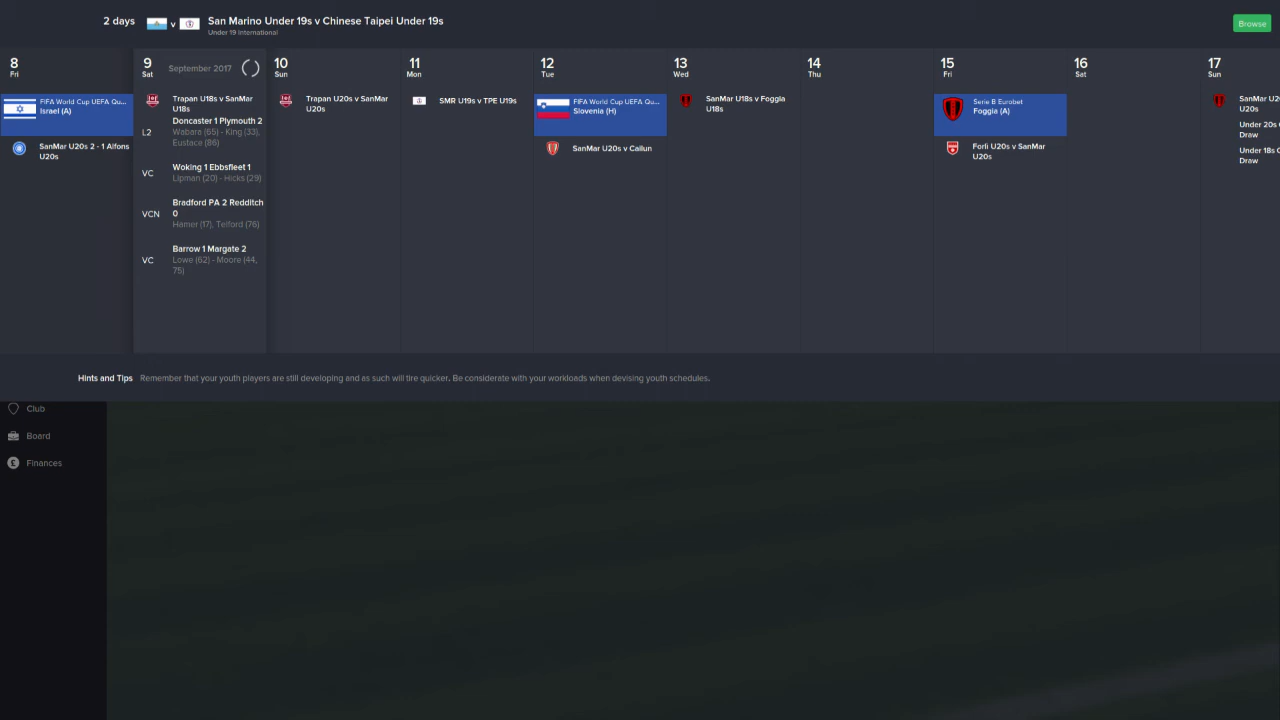 2 days
v
San Marino Under 19s v Chinese Taipei Under 19s
Under 19 International
Browse
8
Fri
FIFA World Cup UEFA Qu...
Israel (A)
SanMar U20s 2 - 1 Alfons
U20s
9
Sat
September 2017
Trapan U18s v SanMar
U18s
L2
Doncaster 1 Plymouth 2
Wabara (65) - King (33),
Eustace (86)
VC
Woking 1 Ebbsfleet 1
Lipman (20) - Hicks (29)
VCN
Bradford PA 2 Redditch
0
Hamer (17), Telford (76)
VC
Barrow 1 Margate 2
Lowe (62) - Moore (44,
75)
10
Sun
Trapan U20s v SanMar
U20s
11
Mon
SMR U19s v TPE U19s
12
Tue
FIFA World Cup UEFA Qu...
Slovenia (H)
SanMar U20s v Caiiun
13
Wed
SanMar U18s v Foggia
U18s
14
Thu
15
Fri
Serie B Eurobet
Foggia (A)
Forlì U20s v SanMar
U20s
16
Sat
17
Sun
SanMar U2
U20s
Under 20s
Draw
Under 18s
Draw
Hints and Tips
Remember that your youth players are still developing and as such will tire quicker. Be considerate with your workloads when devising youth schedules.
Club
Board
Finances